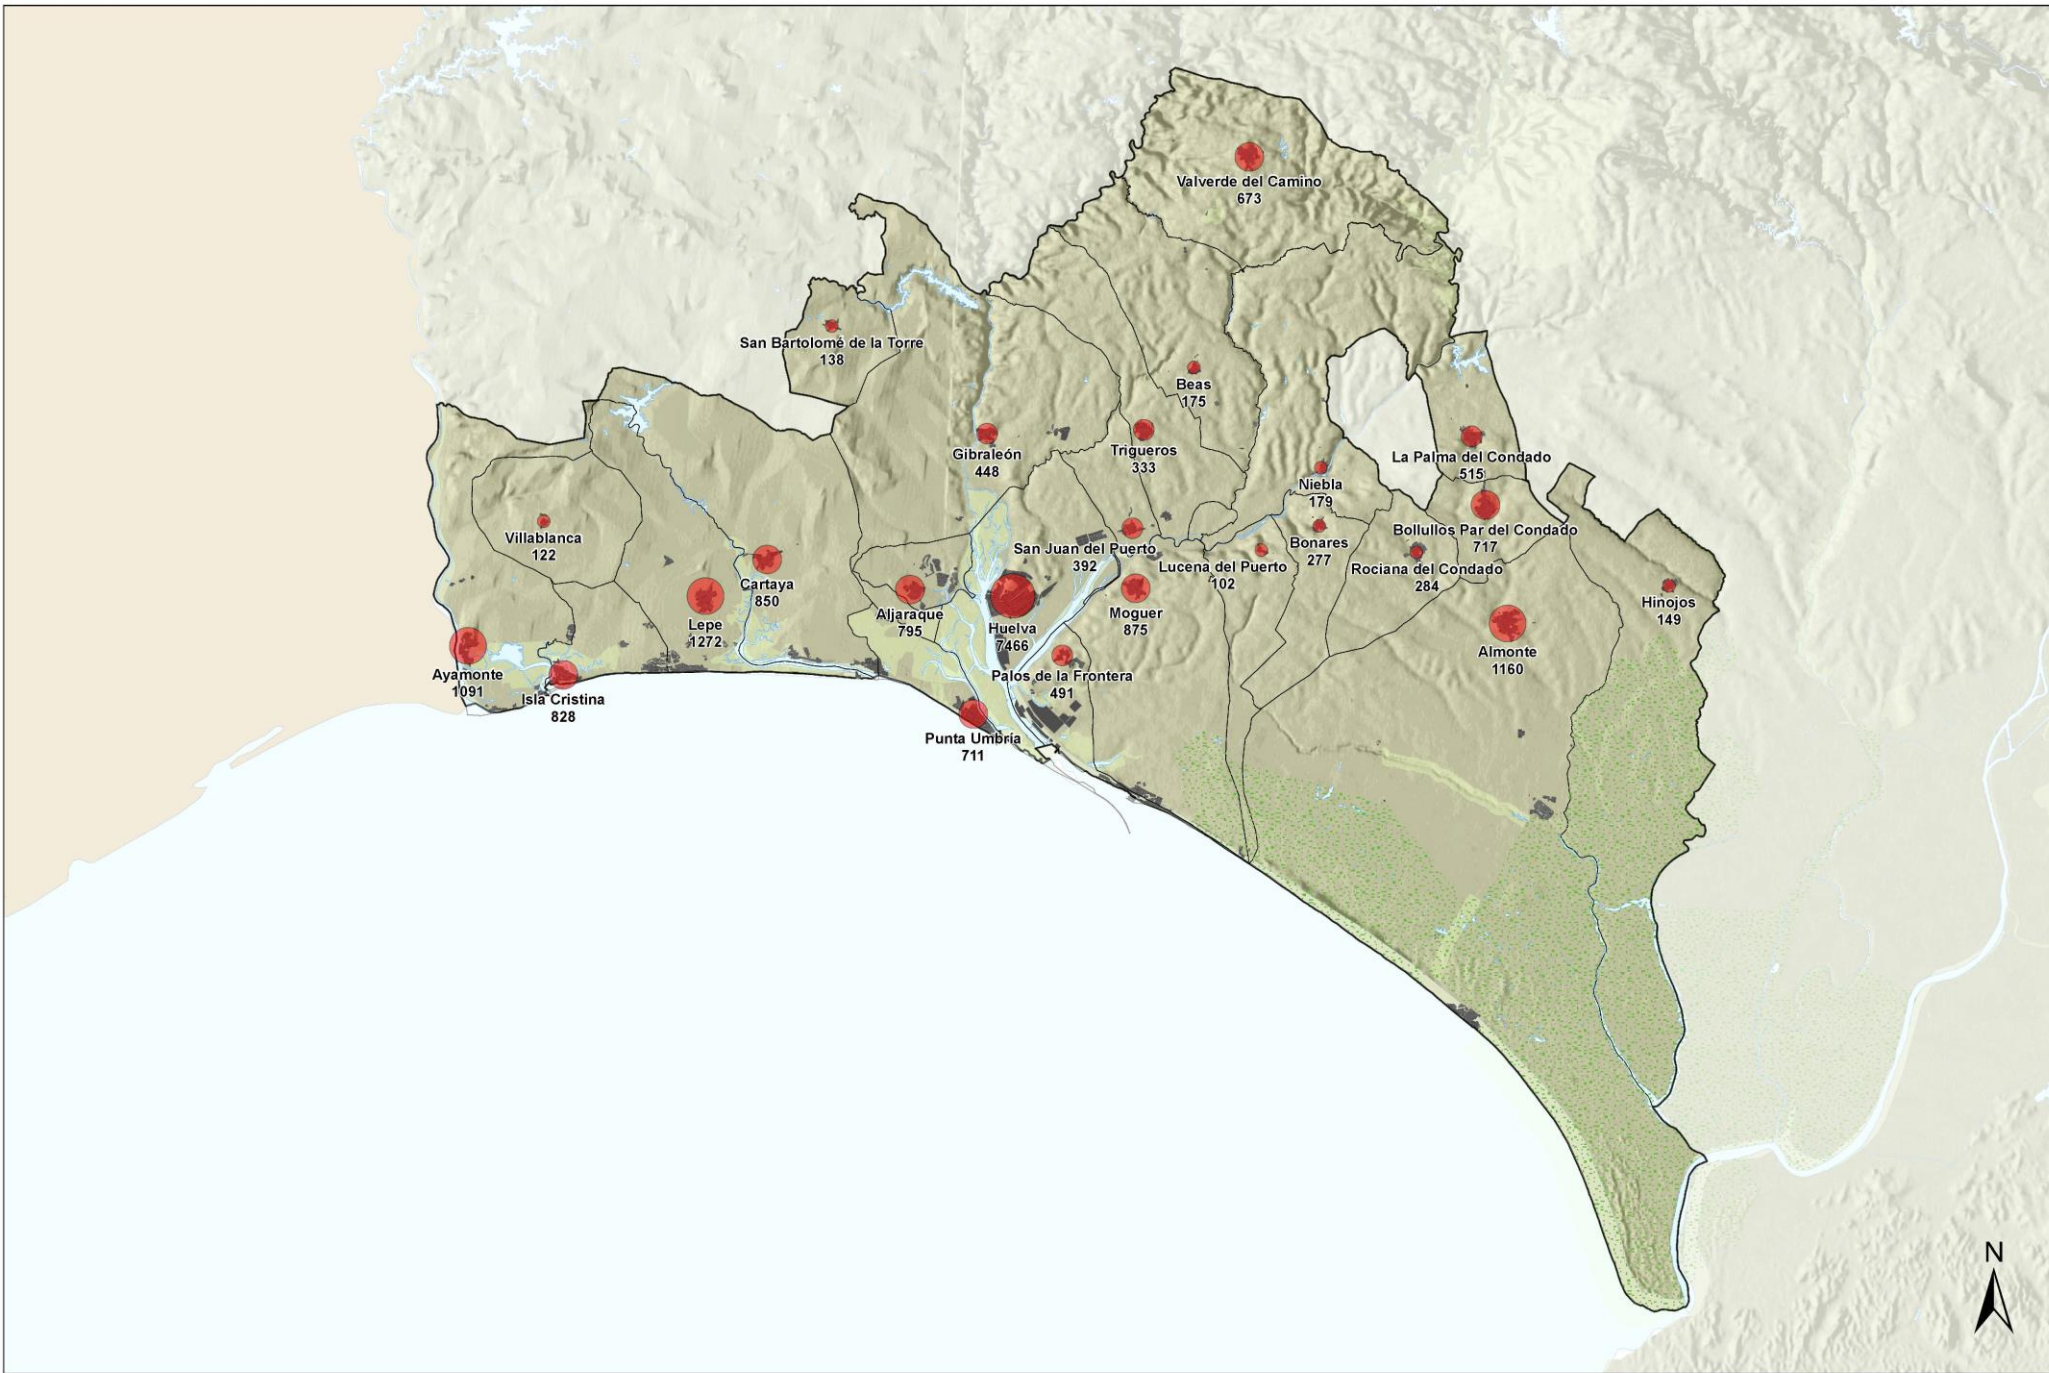 Valverde del Camino
673
San Bartolomé de la Torre
138
Beas
175
Gibraleón
448
Trigueros
333
La Palma del Condado
515
Niebla
179
Villablanca
122
Bollullos Par del Condado
717
Bonares
277
San Juan del Puerto
392
Lucena del Puerto
102
Rociana del Condado
284
Cartaya
850
Hinojos
149
Aljaraque
795
Moguer
875
Lepe
1272
Huelva
7466
Almonte
1160
Ayamonte
1091
Palos de la Frontera
491
Isla Cristina
828
Punta Umbría
711
N